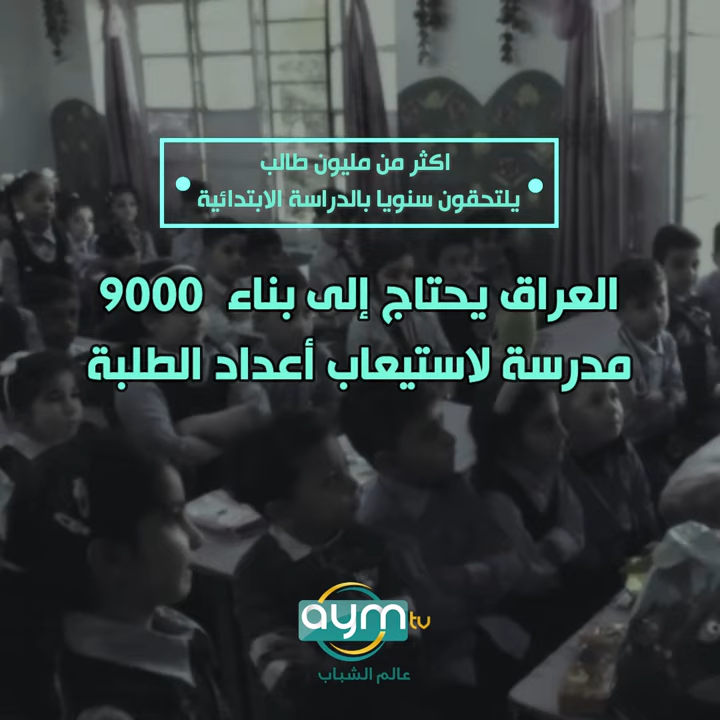 اكثر من مليون طالب
يلتحقون سنويا بالدراسة الابتدائية
العراق يحتاج إلى بناء 9000
مدرسة لاستيعاب أعداد الطلبة
aym tv
عالم الشباب